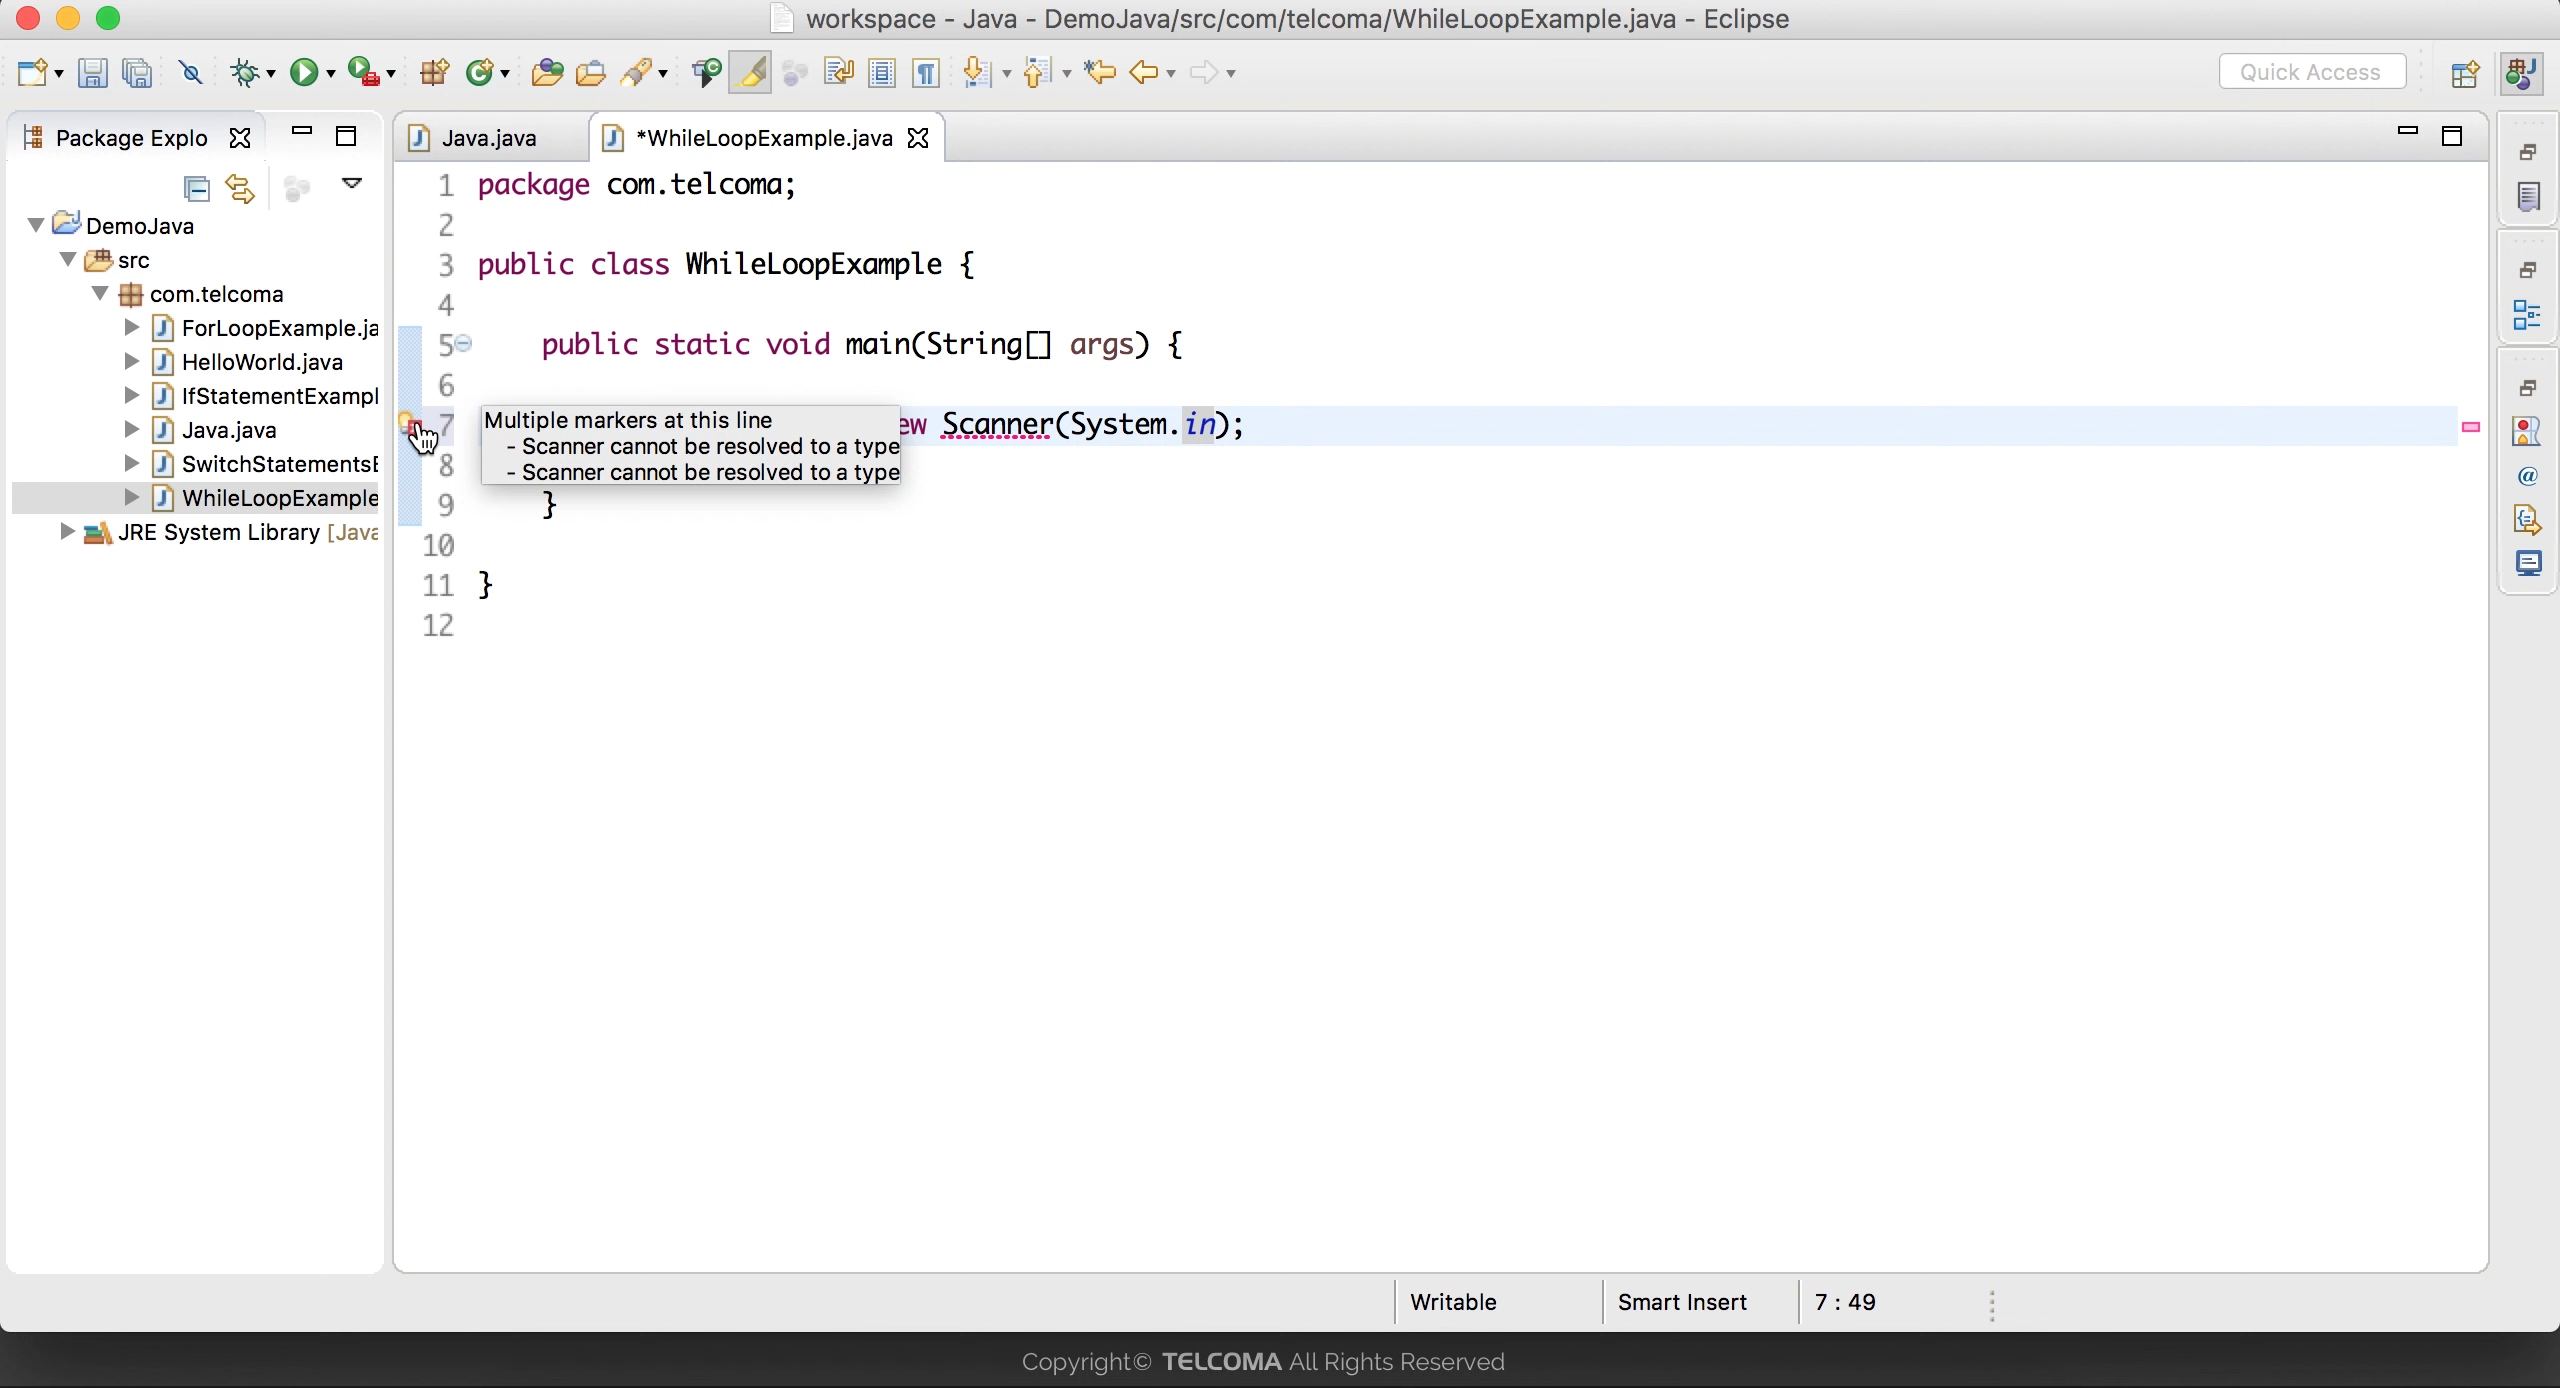 workspace - Java - DemoJava/src/com/telcoma/WhileLoopExample.java - Eclipse
Quick Access
Package Explo
Java.java
*WhileLoopExample.java
DemoJava
src
com.telcoma
ForLoopExample.ja
HelloWorld.java
IfStatementExampl
Java.java
SwitchStatementsE
WhileLoopExample
JRE System Library [Java
1 package com.telcoma;
2
3 public class WhileLoopExample {
4
5 public static void main(String[] args) {
6
7 ew Scanner(System.in);
Multiple markers at this line
- Scanner cannot be resolved to a type
- Scanner cannot be resolved to a type
8
9 }
10
11 }
12
Writable
Smart Insert
7 : 49
Copyright© TELCOMA All Rights Reserved